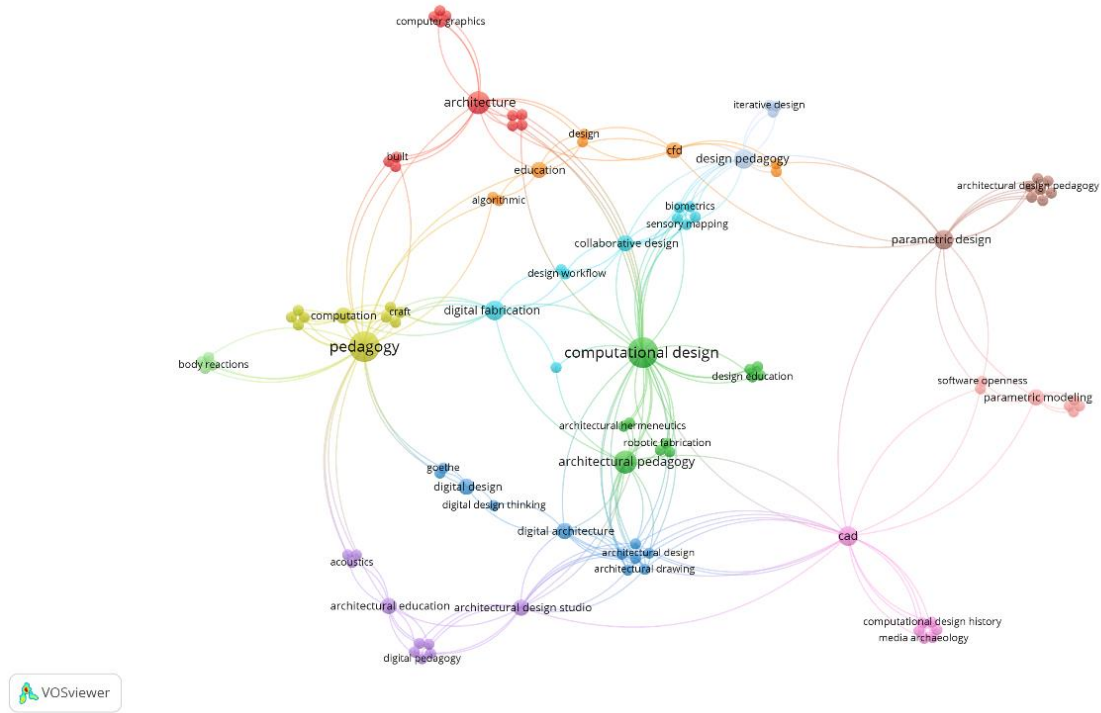 computer graphics
architecture
iterative design
design
cfd
design pedagogy
built
education
architectural design pedagogy
algorithmic
biometrics
sensory mapping
collaborative design
parametric design
design workflow
digital fabrication
computation
craft
pedagogy
computational design
body reactions
design education
software openness
parametric modeling
architectural hermeneutics
robotic fabrication
architectural pedagogy
goethe
digital design
digital design thinking
digital architecture
cad
architectural design
architectural drawing
acoustics
architectural education
architectural design studio
computational design history
media archaeology
digital pedagogy
VOSviewer